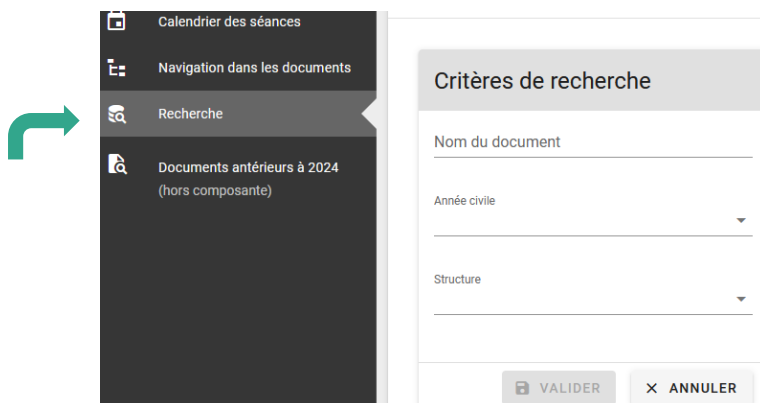 Calendrier des séances
Navigation dans les documents
Recherche
Documents antérieurs à 2024
(hors composante)
Critères de recherche
Nom du document
Année civile
Structure
VALIDER
ANNULER